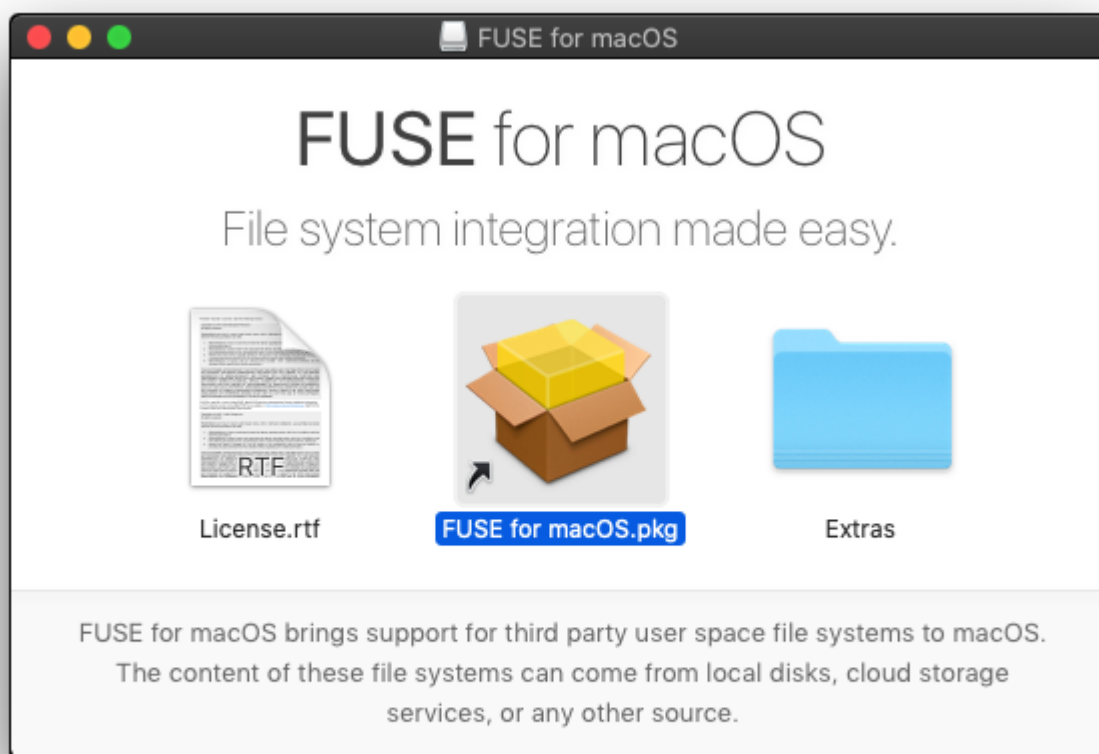 FUSE for macOS
FUSE for macOS
File system integration made easy.
RTF
License.rtf
FUSE for macOS.pkg
Extras
FUSE for macOS brings support for third party user space file systems to macOS.
The content of these file systems can come from local disks, cloud storage
services, or any other source.